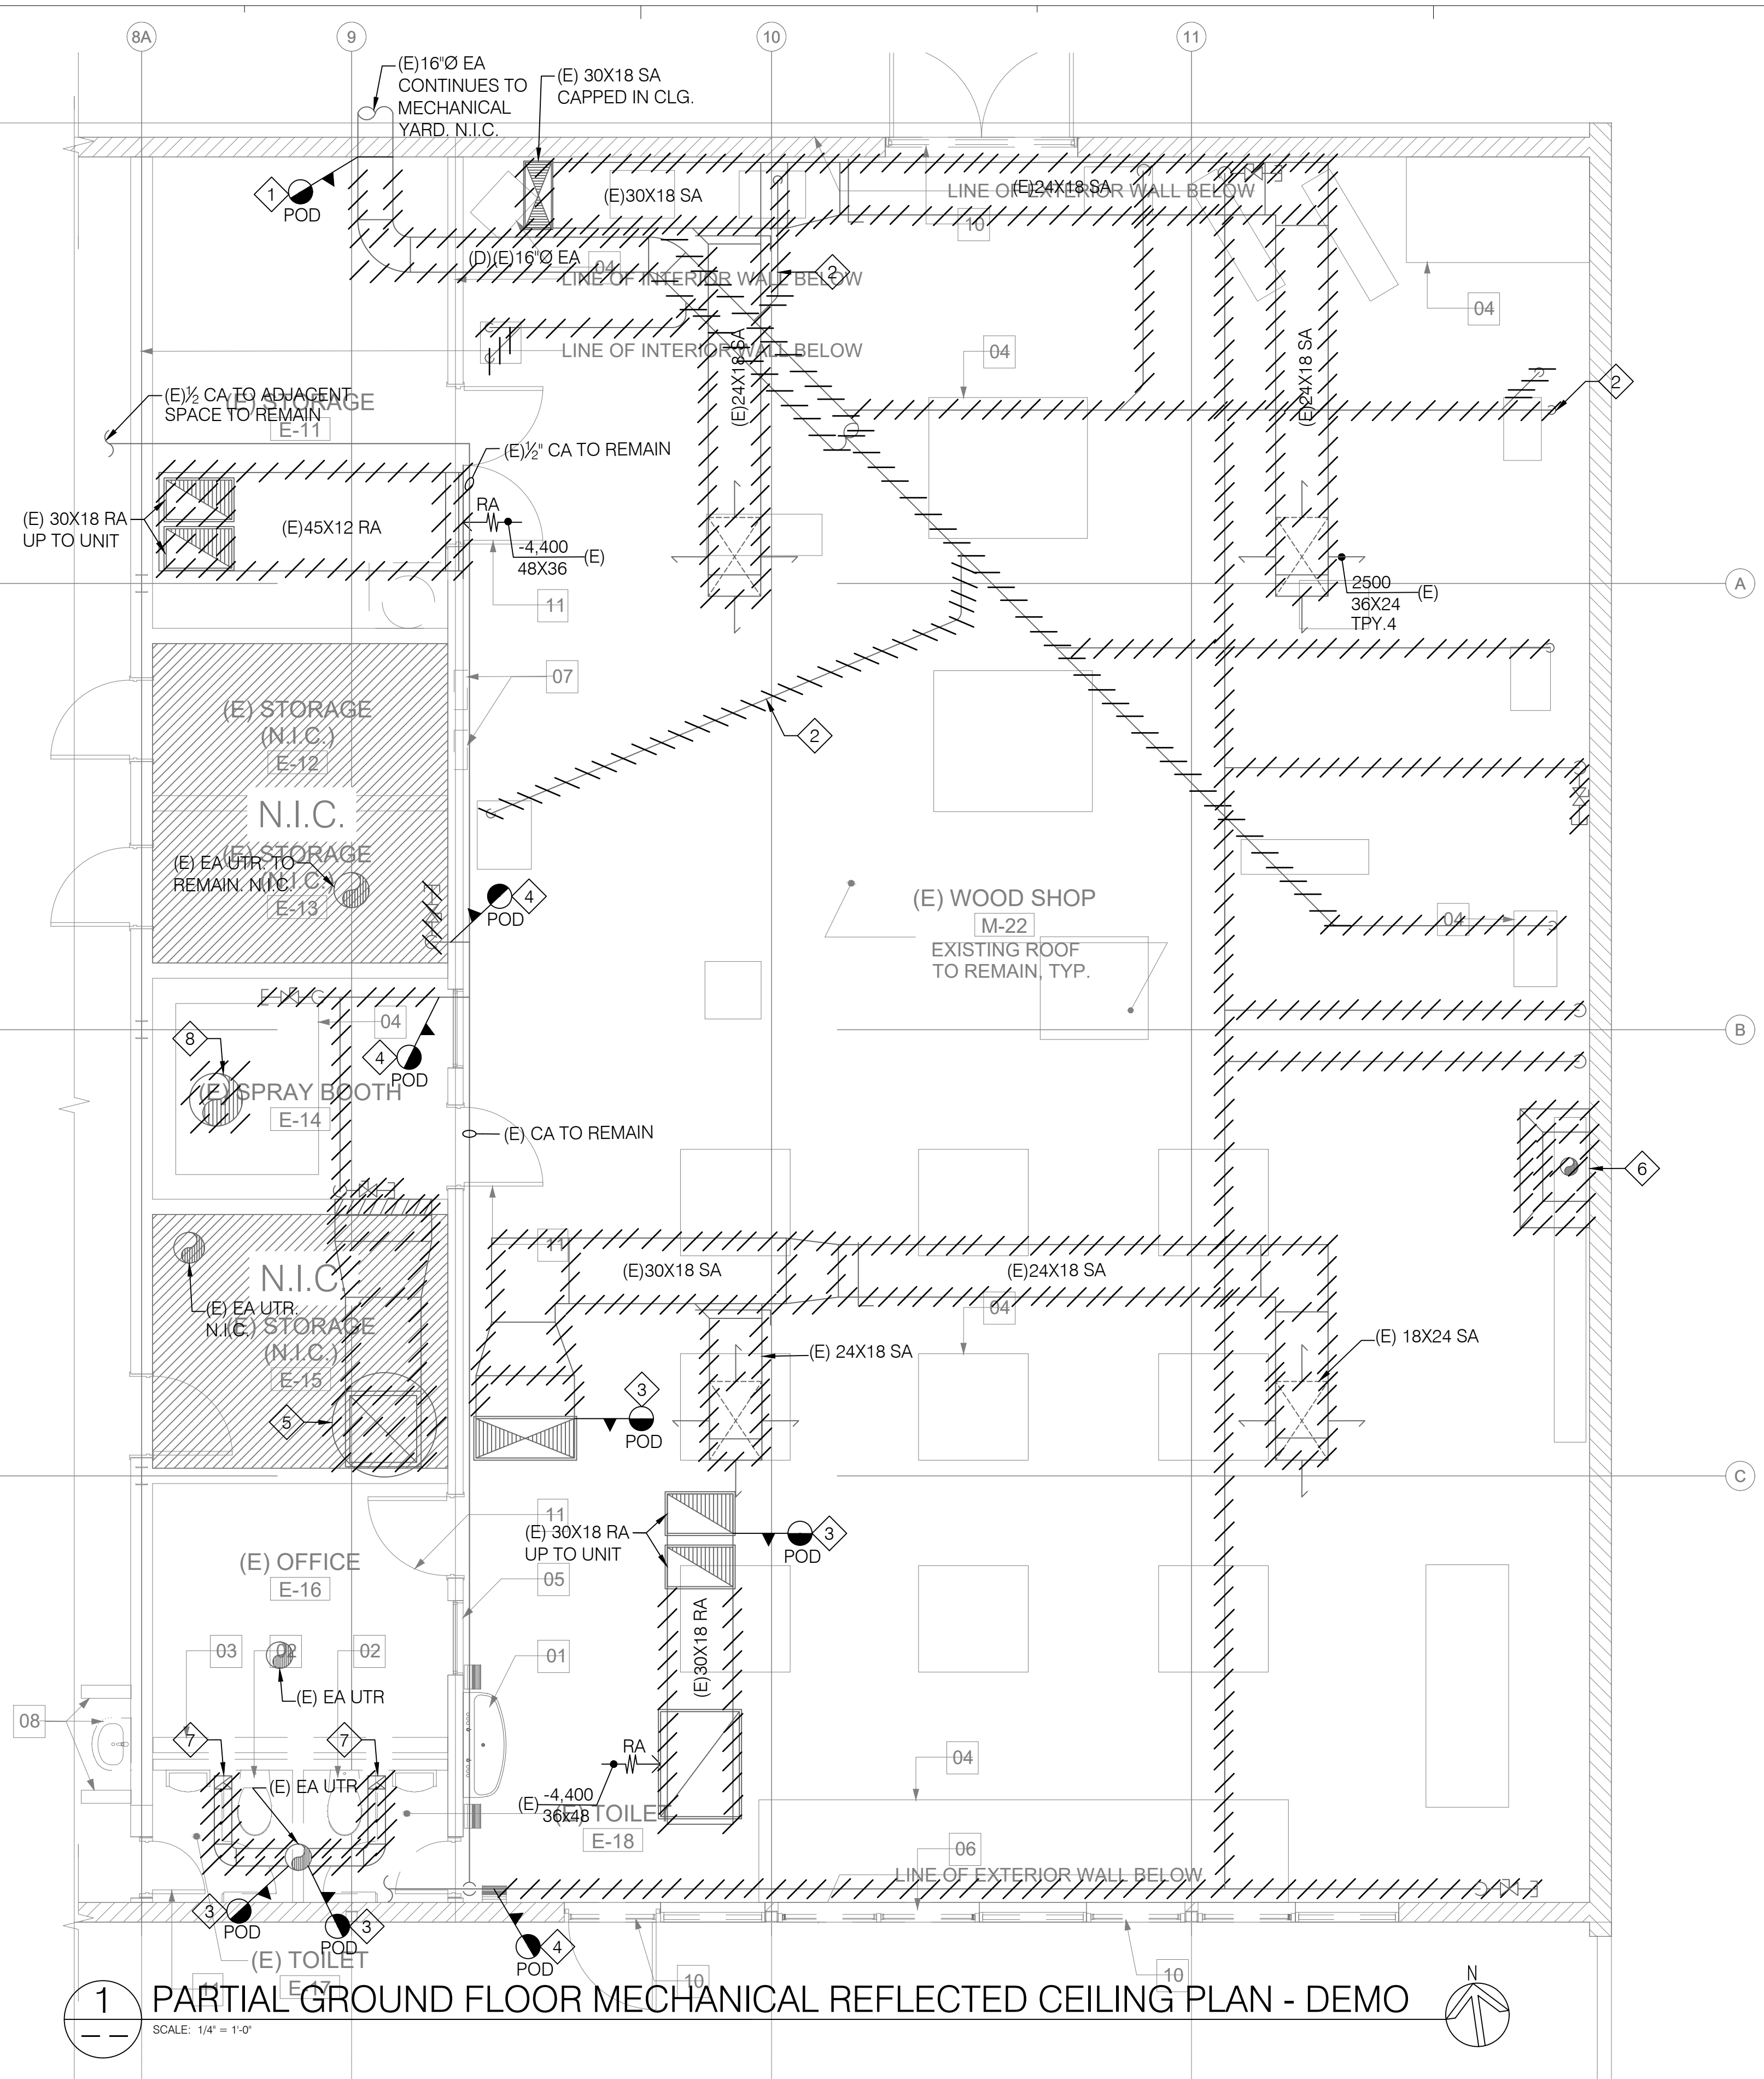 8A
9
10
11
(E)16"Ø EA
CONTINUES TO
MECHANICAL
YARD. N.I.C.
(E) 30X18 SA
CAPPED IN CLG.
1
POD
(E)30X18 SA
(E)24X18 SA
LINE OF EXTERIOR WALL BELOW
10
(D)(E)16"Ø EA
04
LINE OF INTERIOR WALL BELOW
2
04
LINE OF INTERIOR WALL BELOW
04
(E)24X18 SA
(E)24X18 SA
2
(E)½ CA TO ADJACENT
SPACE TO REMAIN
(E) STORAGE
E-11
(E)½" CA TO REMAIN
RA
(E) 30X18 RA
UP TO UNIT
(E)45X12 RA
-4,400
48X36
(E)
11
A
2500
36X24
TPY.4
(E)
07
(E) STORAGE
(N.I.C.)
E-12
2
N.I.C.
(E) STORAGE
(N.I.C.)
E-13
(E) EA UTR. TO
REMAIN. N.I.C.
4
POD
(E) WOOD SHOP
M-22
EXISTING ROOF
TO REMAIN, TYP.
04
04
8
4
POD
B
(E) SPRAY BOOTH
E-14
(E) CA TO REMAIN
6
11
N.I.C.
(E)30X18 SA
(E)24X18 SA
(E) EA UTR.
N.I.C.
(E) STORAGE
(N.I.C.)
E-15
04
(E) 24X18 SA
(E) 18X24 SA
3
POD
5
C
11
(E) 30X18 RA
UP TO UNIT
3
POD
(E) OFFICE
E-16
05
(E)30X18 RA
03
02
02
01
(E) EA UTR
08
7
7
RA
04
(E) EA UTR
(E)
-4,400
36x48
(E) TOILET
E-18
06
LINE OF EXTERIOR WALL BELOW
3
POD
3
POD
4
POD
(E) TOILET
E-17
11
10
10
1
PARTIAL GROUND FLOOR MECHANICAL REFLECTED CEILING PLAN - DEMO
N
SCALE: 1/4" = 1'-0"